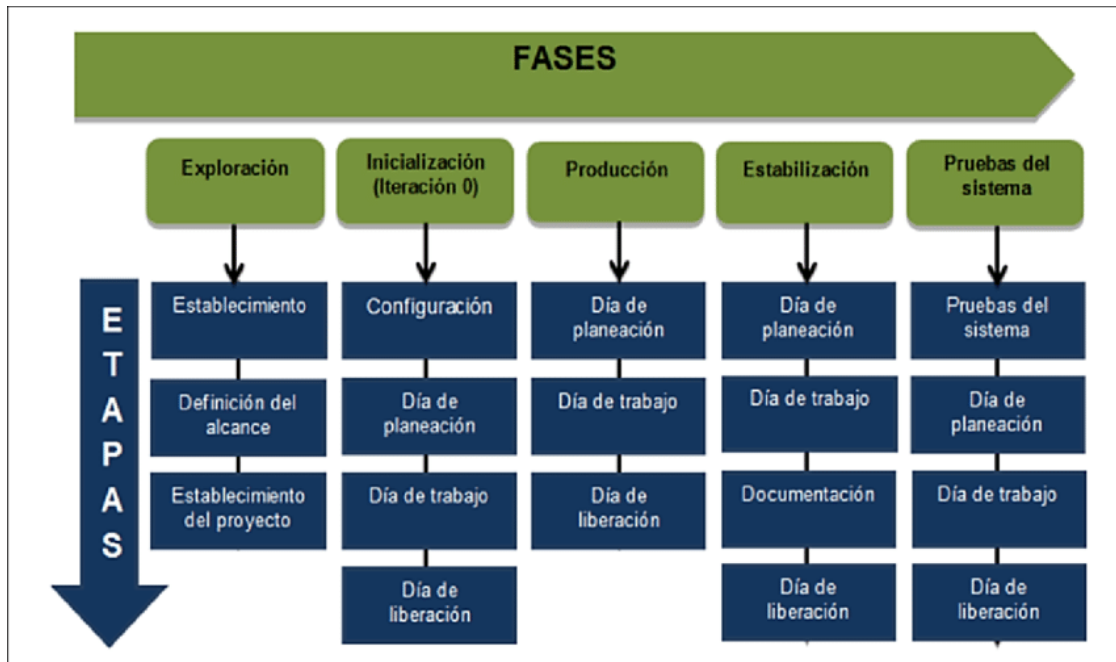 FASES
Exploración
Inicialización
(Iteración 0)
Producción
Estabilización
Pruebas del
sistema
ETAPAS
Establecimiento
Definición del
alcance
Establecimiento
del proyecto
Configuración
Día de
planeación
Día de trabajo
Día de
liberación
Día de
planeación
Día de trabajo
Día de
liberación
Día de
planeación
Día de trabajo
Documentación
Día de
liberación
Pruebas del
sistema
Día de
planeación
Día de trabajo
Día de
liberación